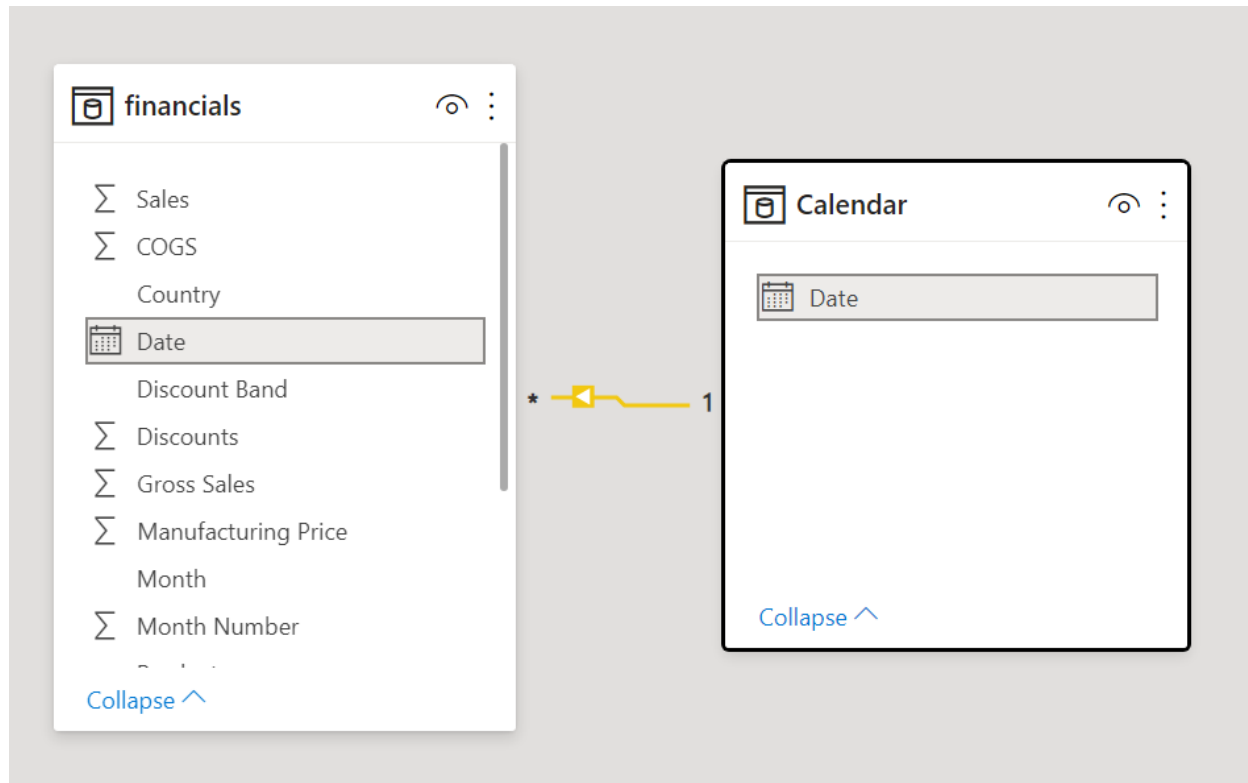 financials
Sales
COGS
Country
Date
Discount Band
Discounts
Gross Sales
Manufacturing Price
Month
Month Number
Collapse
* 1
Calendar
Date
Collapse